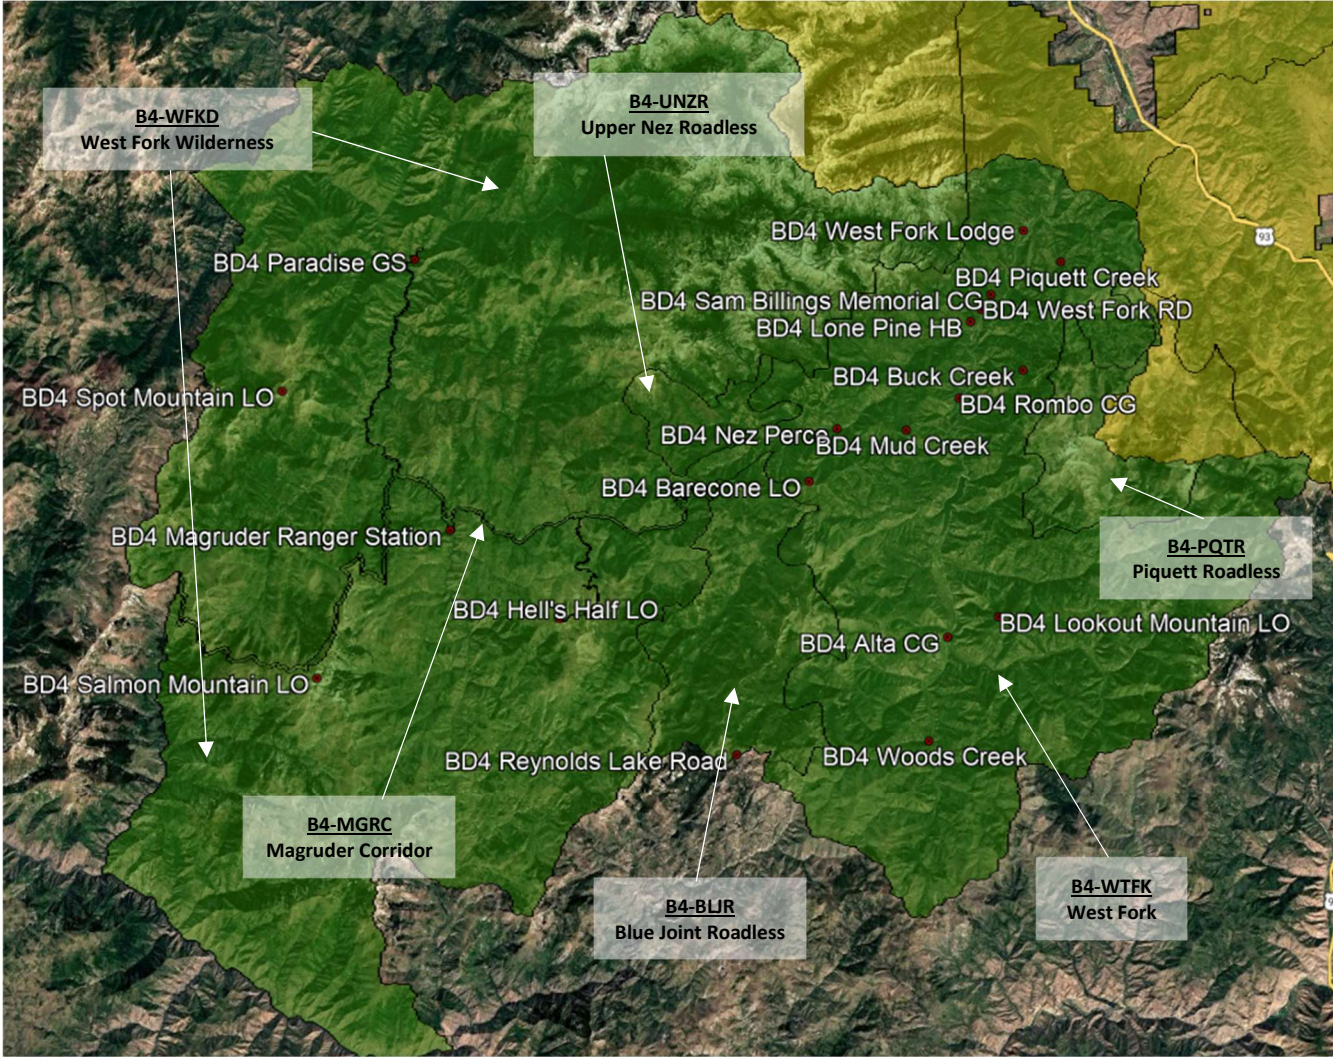 B4-WFKD
West Fork Wilderness
B4-UNZR
Upper Nez Roadless
BD4 West Fork Lodge
93
BD4 Paradise GS
BD4 Piquett Creek
BD4 Sam Billings Memorial CG
BD4 West Fork RD
BD4 Lone Pine HB
BD4 Buck Creek
BD4 Spot Mountain LO
BD4 Rombo CG
BD4 Nez Perce
BD4 Mud Creek
BD4 Barecone LO
BD4 Magruder Ranger Station
B4-PQTR
Piquett Roadless
BD4 Hell's Half LO
BD4 Lookout Mountain LO
BD4 Alta CG
BD4 Salmon Mountain LO
BD4 Reynolds Lake Road
BD4 Woods Creek
B4-MGRC
Magruder Corridor
B4-BLJR
Blue Joint Roadless
B4-WTFK
West Fork